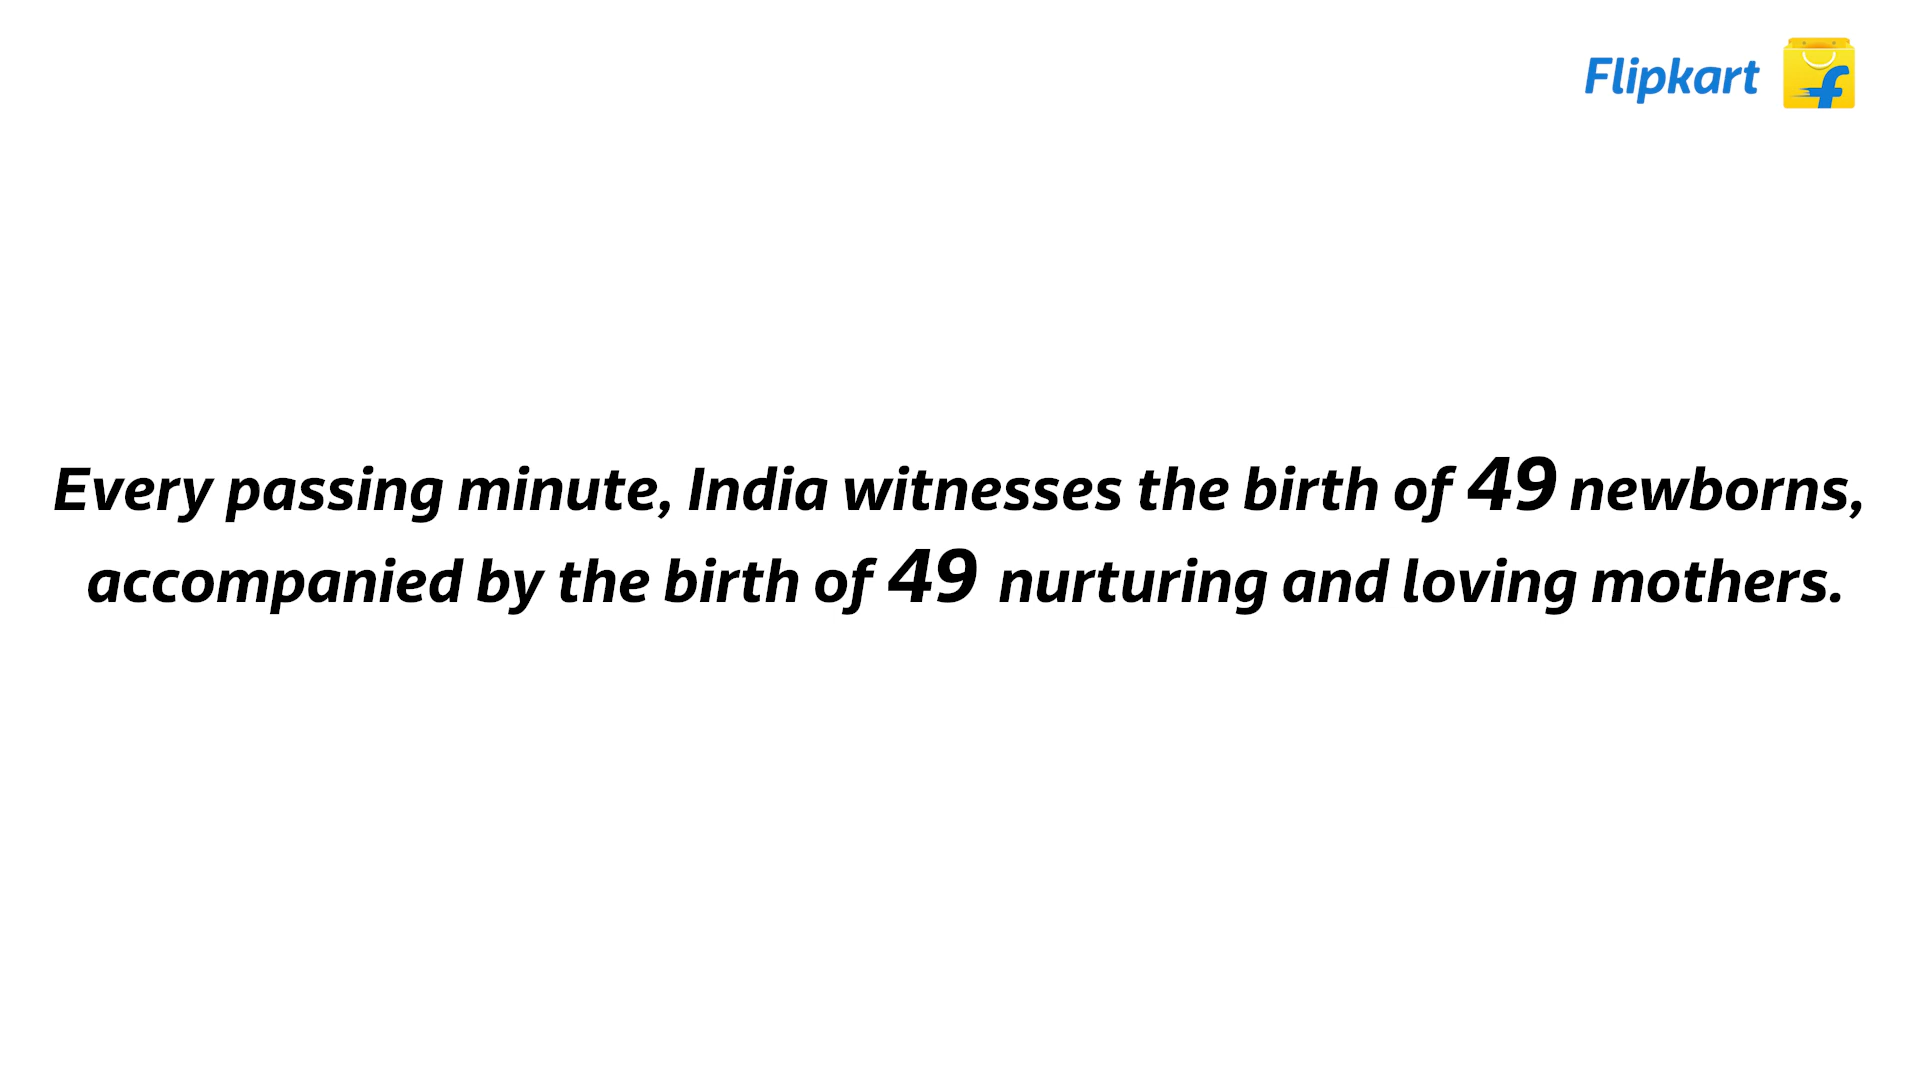 Flipkart
Every passing minute, India witnesses the birth of 49 newborns,
accompanied by the birth of 49 nurturing and loving mothers.